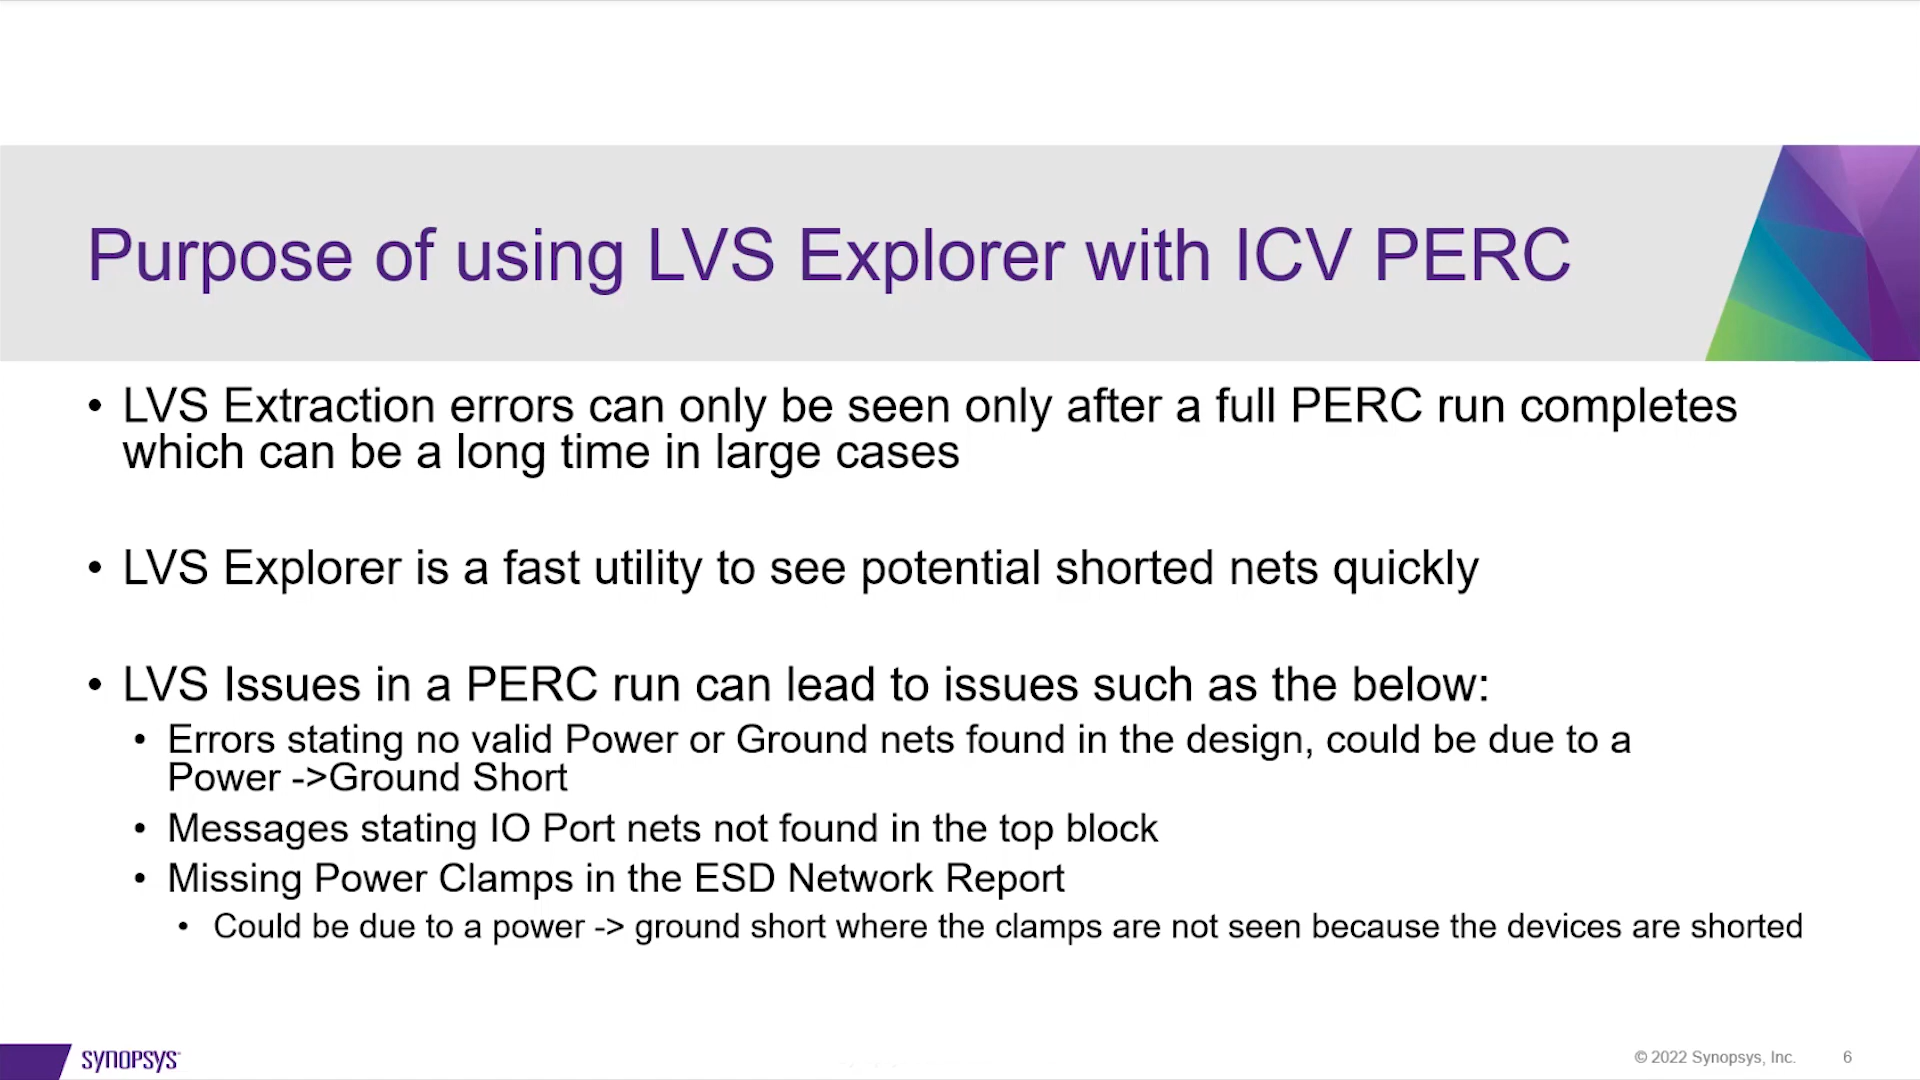 Purpose of using LVS Explorer with ICV PERC
• LVS Extraction errors can only be seen only after a full PERC run completes
which can be a long time in large cases
• LVS Explorer is a fast utility to see potential shorted nets quickly
• LVS Issues in a PERC run can lead to issues such as the below:
• Errors stating no valid Power or Ground nets found in the design, could be due to a
Power ->Ground Short
• Messages stating IO Port nets not found in the top block
• Missing Power Clamps in the ESD Network Report
• Could be due to a power -> ground short where the clamps are not seen because the devices are shorted
SYNOPSYS
© 2022 Synopsys, Inc. 6